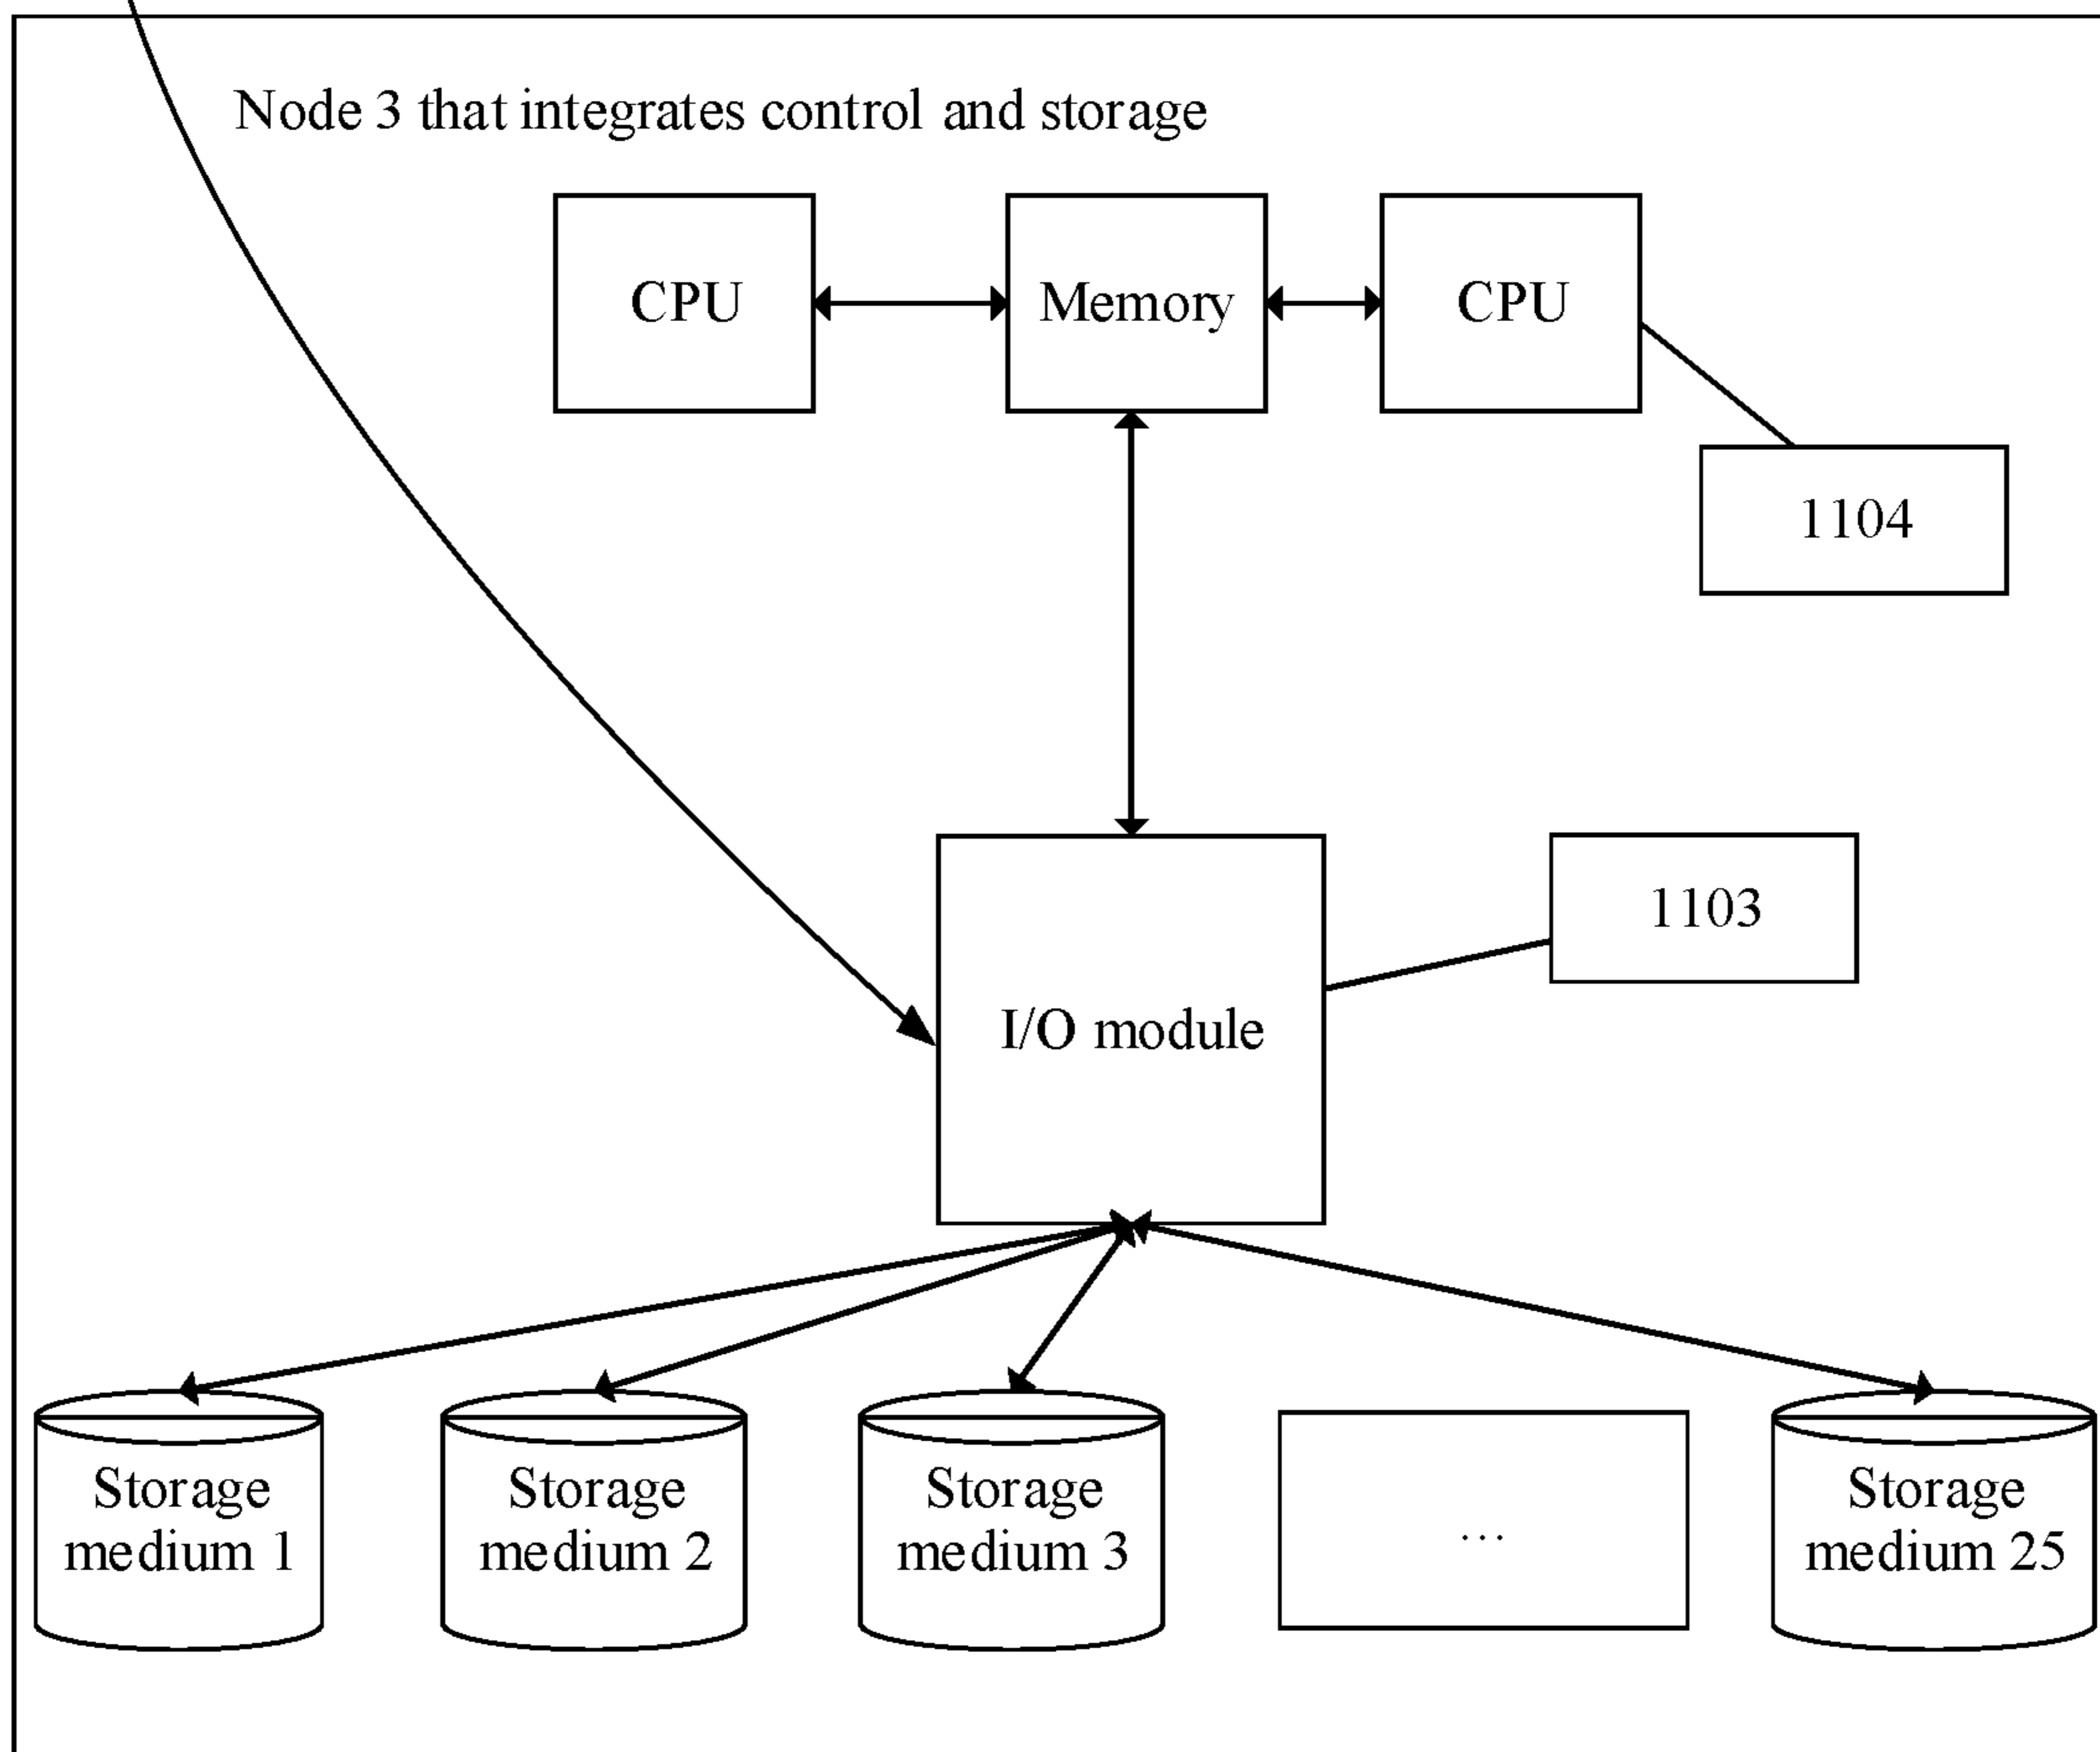 Node 3 that integrates control and storage
CPU
Memory
CPU
1104
1103
I/O module
Storage
medium 1
Storage
medium 2
Storage
medium 3
...
Storage
medium 25